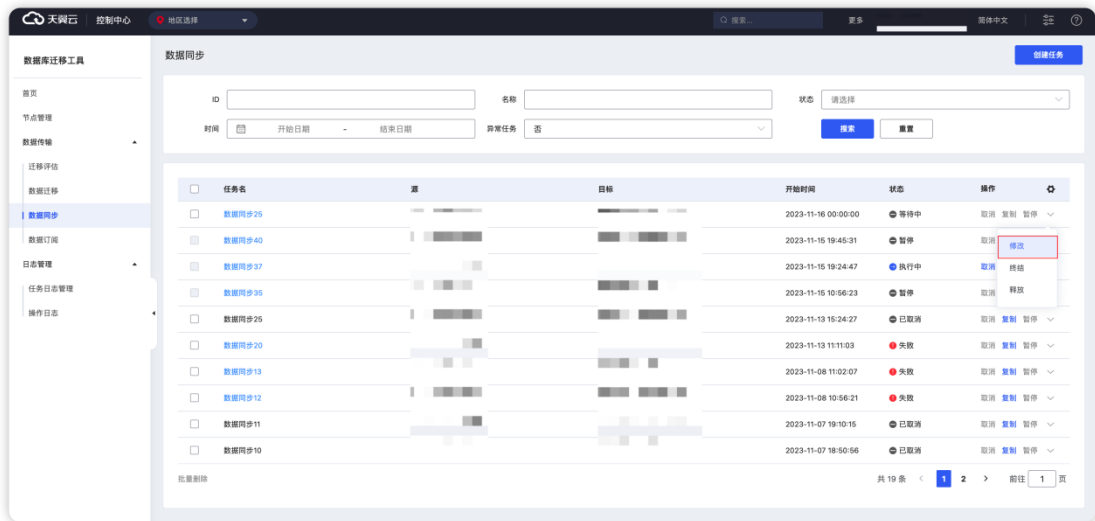 天翼云 控制中心 地区选择 搜索... 更多 简体中文
数据库迁移工具
首页
节点管理
数据传输
迁移评估
数据迁移
数据同步
数据订阅
日志管理
任务日志管理
操作日志
数据同步 创建任务
ID 名称 状态 请选择
时间 开始日期 - 结束日期 异常任务 否 搜索 重置
任务名 源 目标 开始时间 状态 操作
数据同步25 2023-11-16 00:00:00 等待中 取消 复制 暂停
数据同步40 2023-11-15 19:45:31 暂停 取消
修改
数据同步37 2023-11-15 19:24:47 执行中 取消
终结
数据同步35 2023-11-15 10:56:23 暂停 取消
释放
数据同步25 2023-11-13 15:24:27 已取消 取消 复制 暂停
数据同步20 2023-11-13 11:11:03 失败 取消 复制 暂停
数据同步13 2023-11-08 11:02:07 失败 取消 复制 暂停
数据同步12 2023-11-08 10:56:21 失败 取消 复制 暂停
数据同步11 2023-11-07 19:10:15 已取消 取消 复制 暂停
数据同步10 2023-11-07 18:50:56 已取消 取消 复制 暂停
批量删除 共 19 条 1 2 前往 1 页